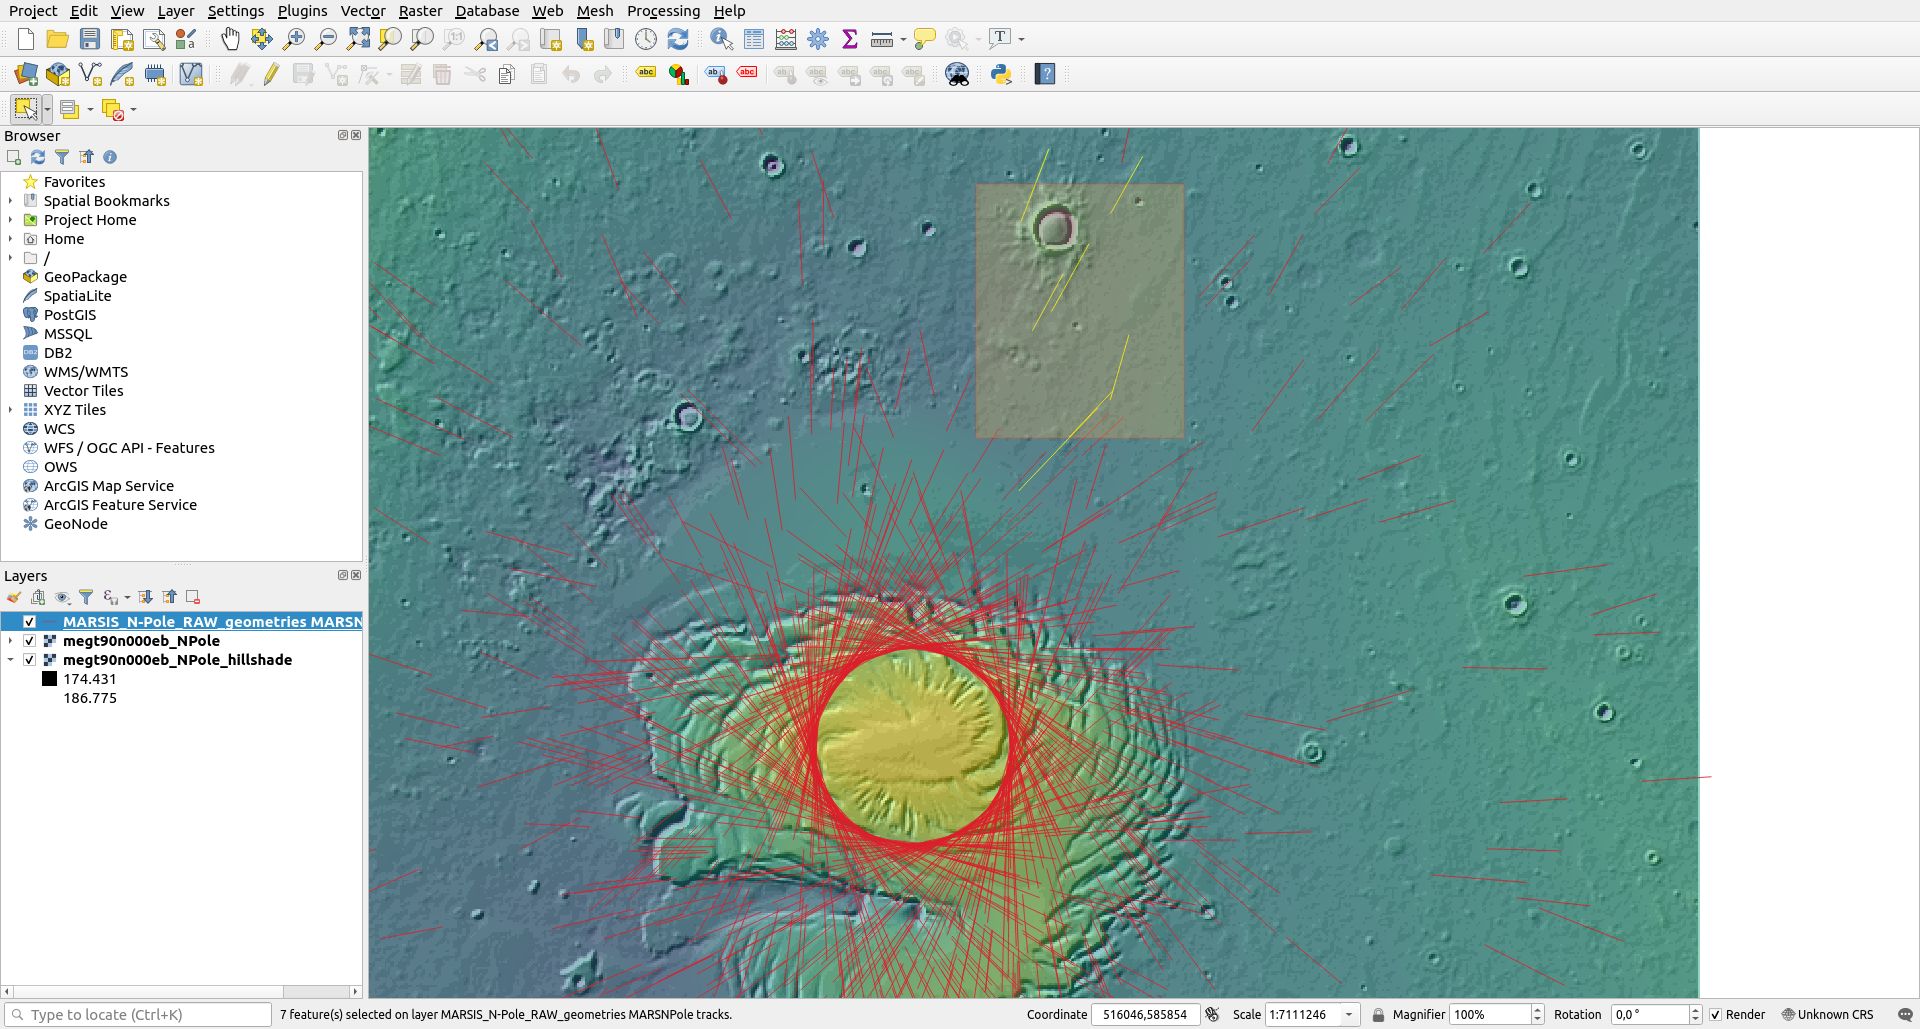 Project Edit View Layer Settings Plugins Vector Raster Database Web Mesh Processing Help
Browser
Favorites
Spatial Bookmarks
Project Home
Home
/
GeoPackage
SpatiaLite
PostGIS
MSSQL
DB2
WMS/WMTS
Vector Tiles
XYZ Tiles
WCS
WFS / OGC API - Features
OWS
ArcGIS Map Service
ArcGIS Feature Service
GeoNode
Layers
MARSIS_N-Pole_RAW_geometries MARSN
megt90n000eb_NPole
megt90n000eb_NPole_hillshade
174.431
186.775
Type to locate (Ctrl+K) 7 feature(s) selected on layer MARSIS_N-Pole_RAW_geometries MARSNPole tracks. Coordinate 516046,585854 Scale 1:7111246 Magnifier 100% Rotation 0,0 ° Render Unknown CRS